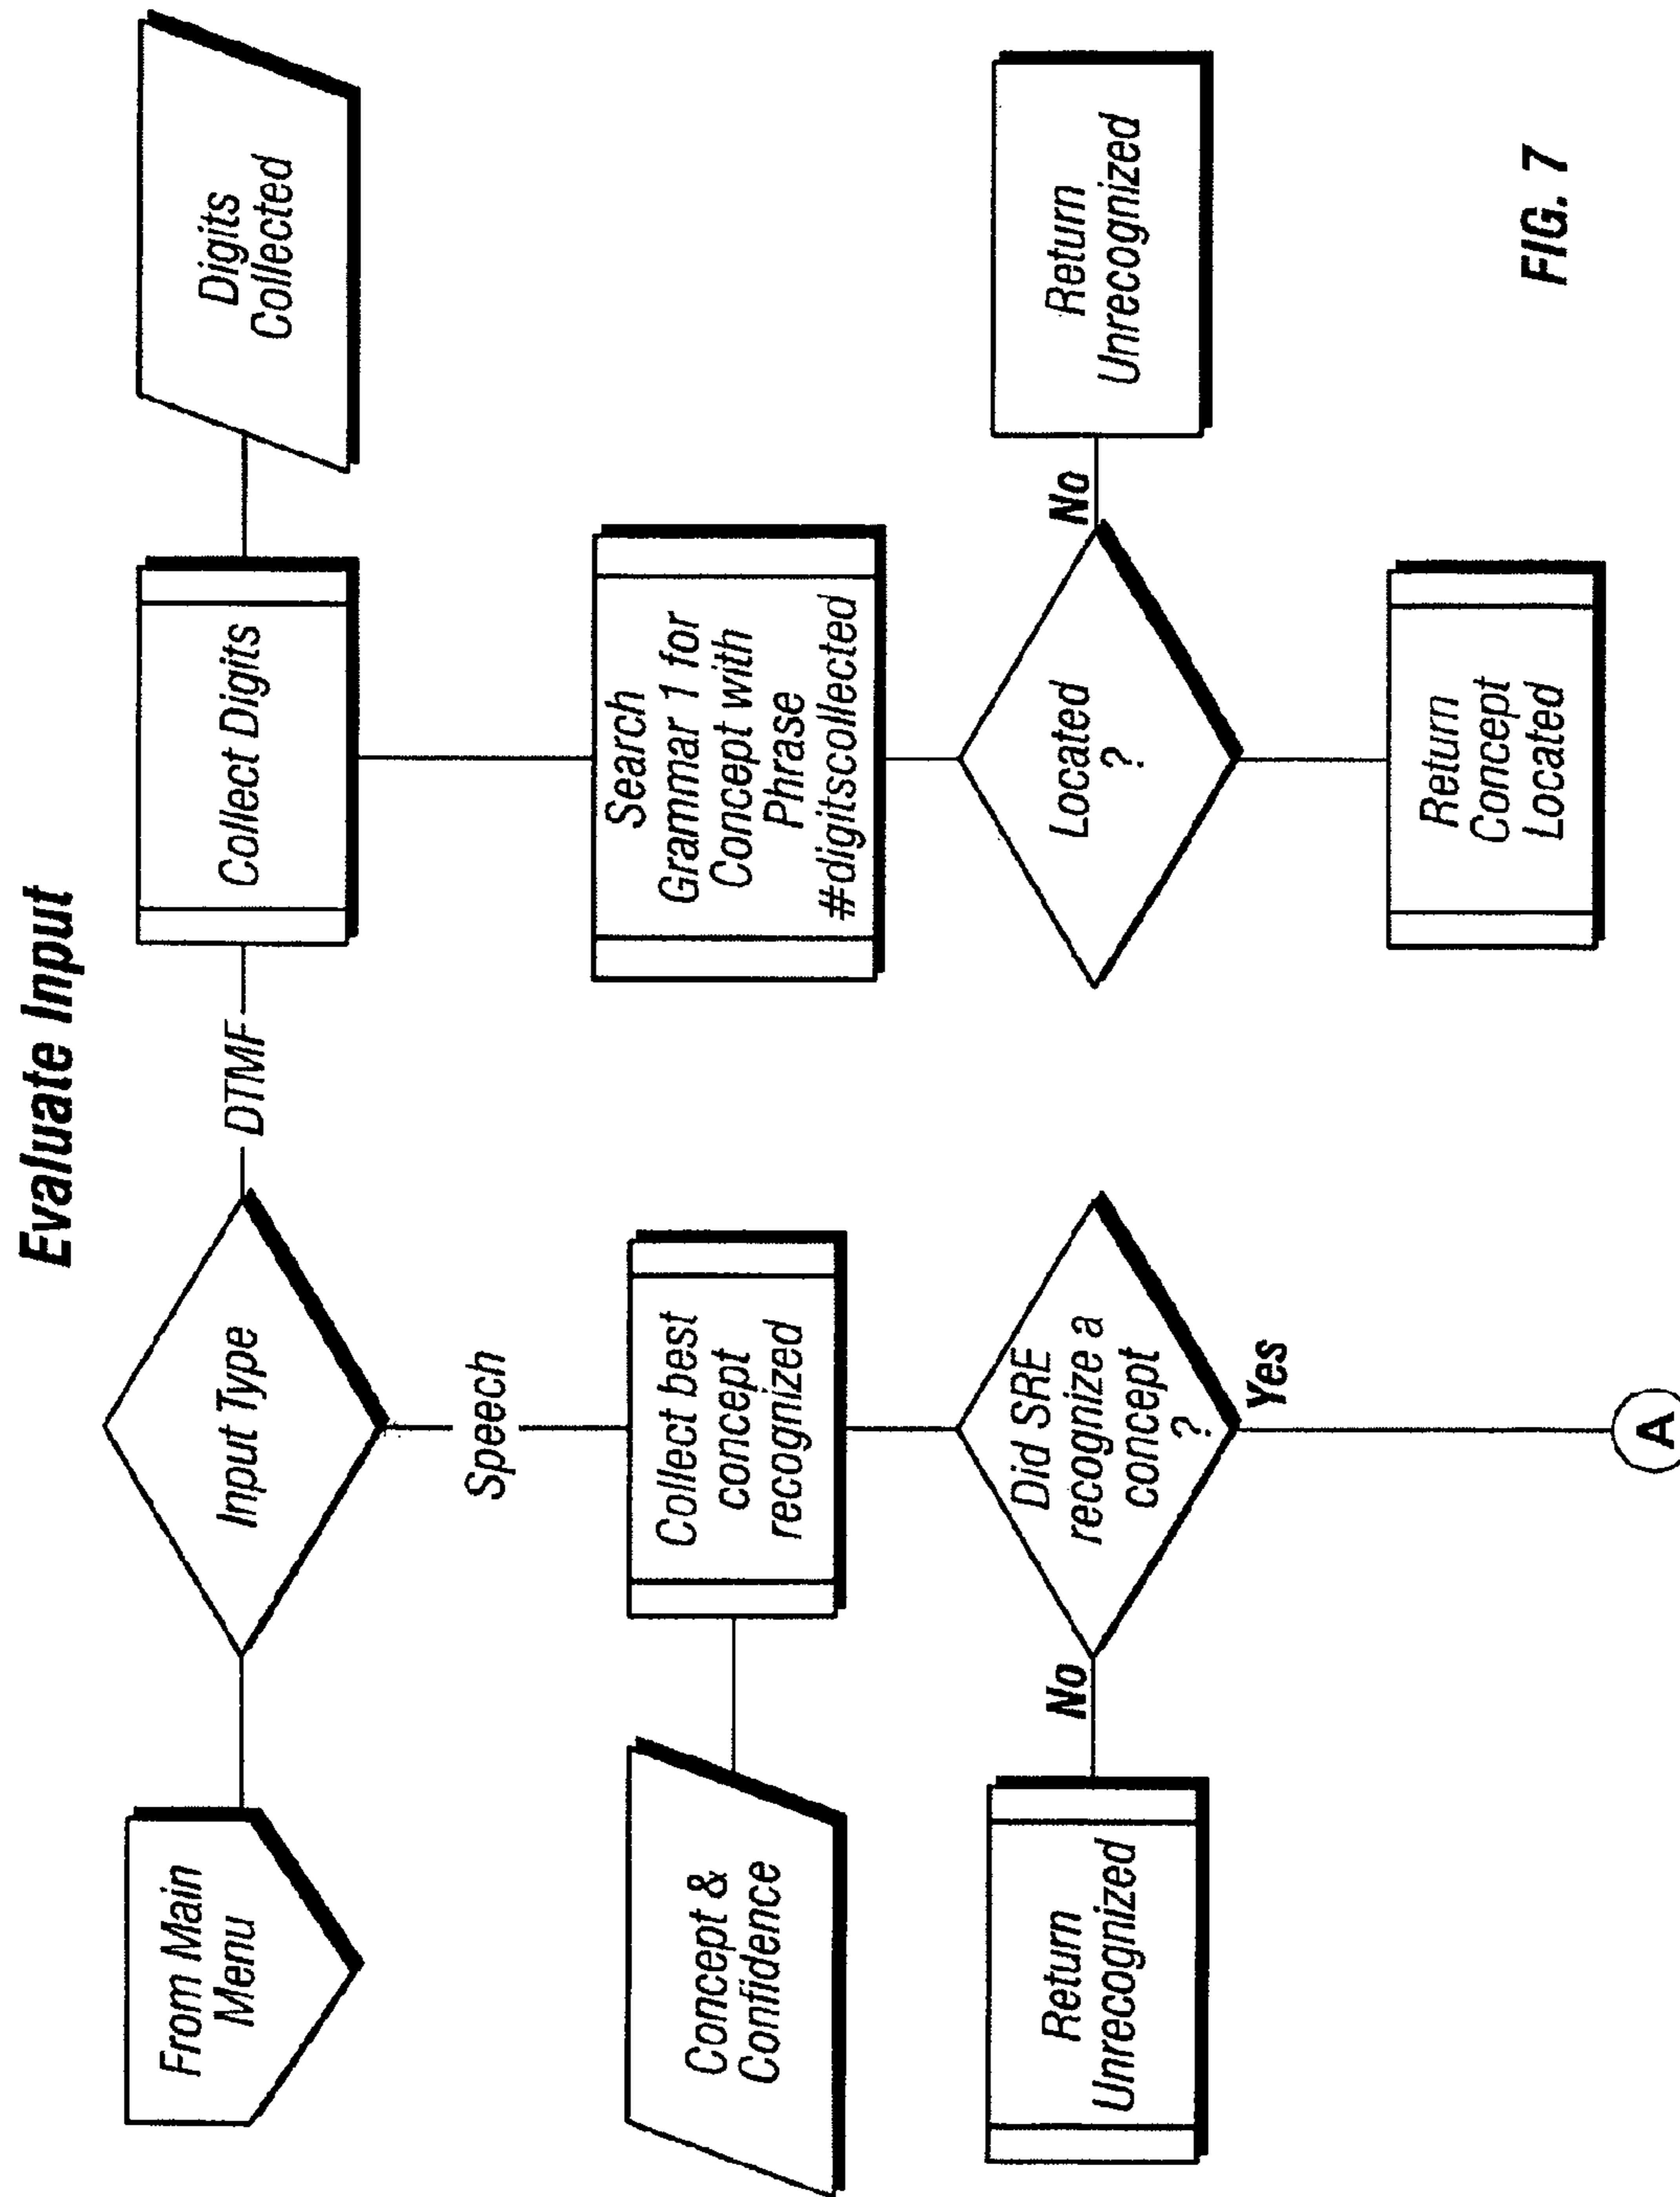 Evaluate Input
From Main
Menu
Input Type
DTMF
Collect Digits
Digits
Collected
Speech
Concept &
Confidence
Collect best
concept
recognized
Search
Grammar 1 for
Concept with
Phrase
#digitscollected
Return
Unrecognized
No
Did SRE
recognize a
concept
?
Yes
A
Located
?
No
Return
Unrecognized
Return
Concept
Located
FIG. 7